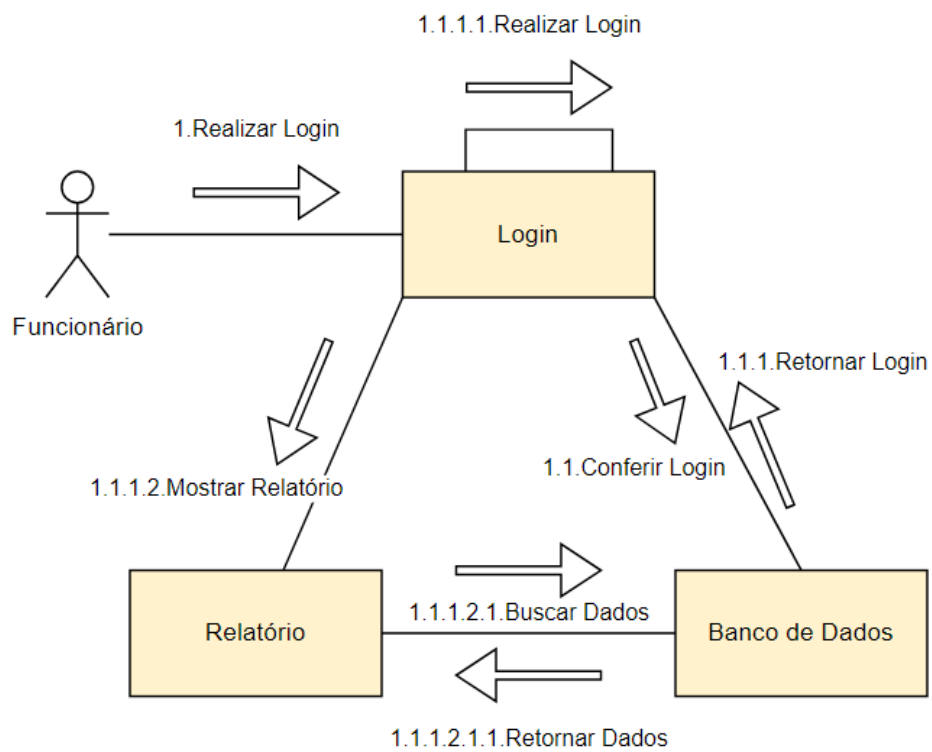 1.1.1.1.Realizar Login
1.Realizar Login
Login
Funcionário
1.1.1.Retornar Login
1.1.Conferir Login
1.1.1.2.Mostrar Relatório
1.1.1.2.1.Buscar Dados
Relatório
Banco de Dados
1.1.1.2.1.1.Retornar Dados